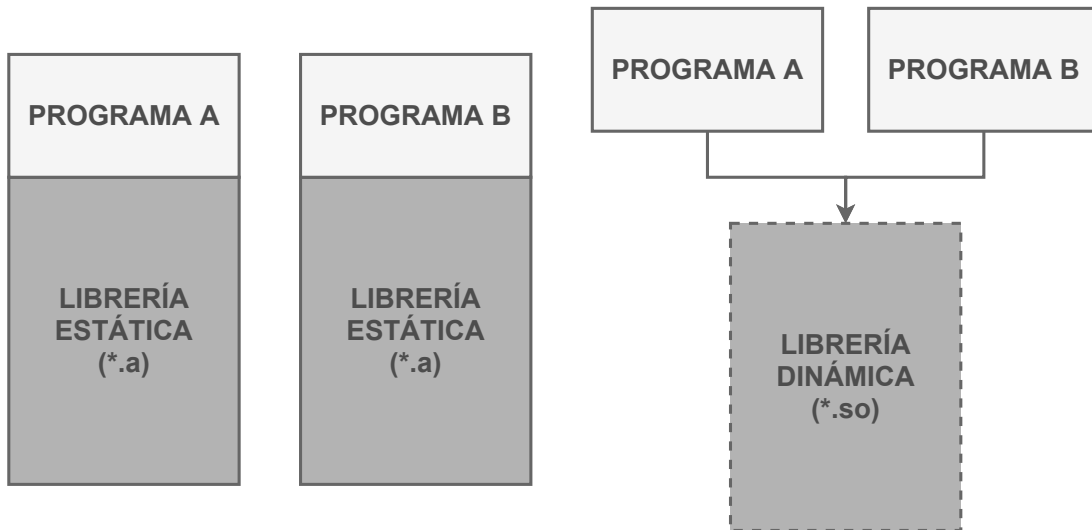 PROGRAMA A
LIBRERÍA
ESTÁTICA
(*.a)
PROGRAMA B
LIBRERÍA
ESTÁTICA
(*.a)
PROGRAMA A
PROGRAMA B
LIBRERÍA
DINÁMICA
(*.so)